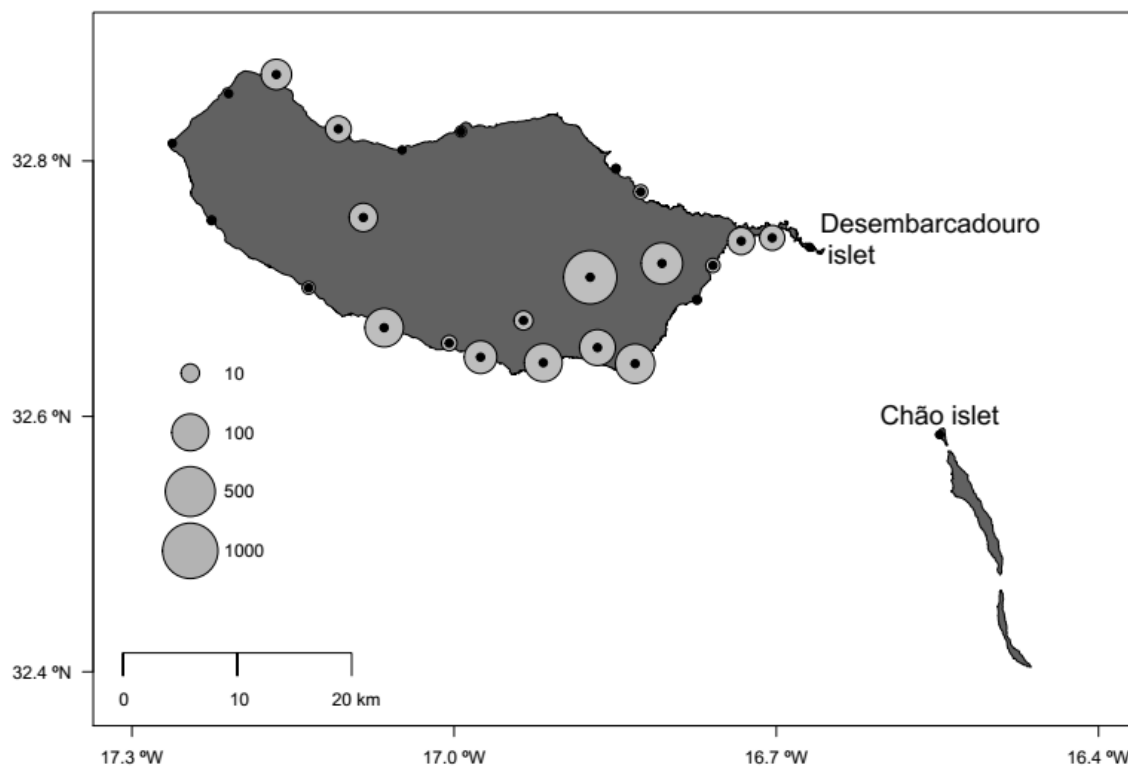 32.8 ºN
Desembarcadouro
islet
Chão islet
32.6 ºN
10
100
500
1000
32.4 ºN
0 10 20 km
17.3 ºW 17.0 ºW 16.7 ºW 16.4 ºW